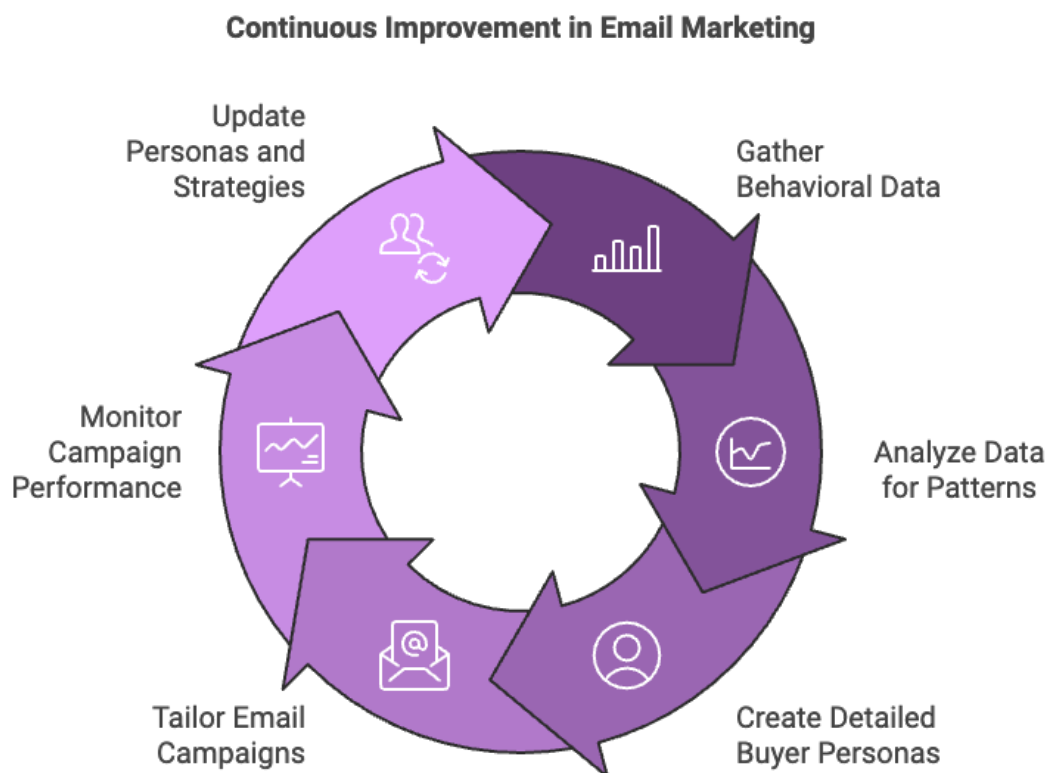 Continuous Improvement in Email Marketing
Update
Personas and
Strategies
Gather
Behavioral Data
Monitor
Campaign
Performance
Analyze Data
for Patterns
Tailor Email
Campaigns
Create Detailed
Buyer Personas
@